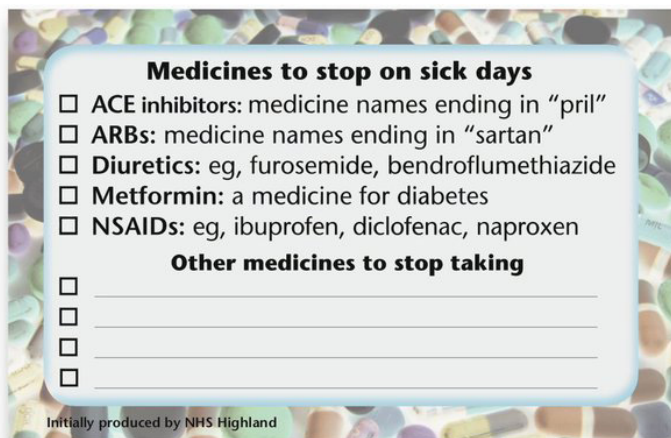 Medicines to stop on sick days
ACE inhibitors: medicine names ending in “pril”
ARBs: medicine names ending in “sartan”
Diuretics: eg, furosemide, bendroflumethiazide
Metformin: a medicine for diabetes
NSAIDs: eg, ibuprofen, diclofenac, naproxen
Other medicines to stop taking
Initially produced by NHS Highland